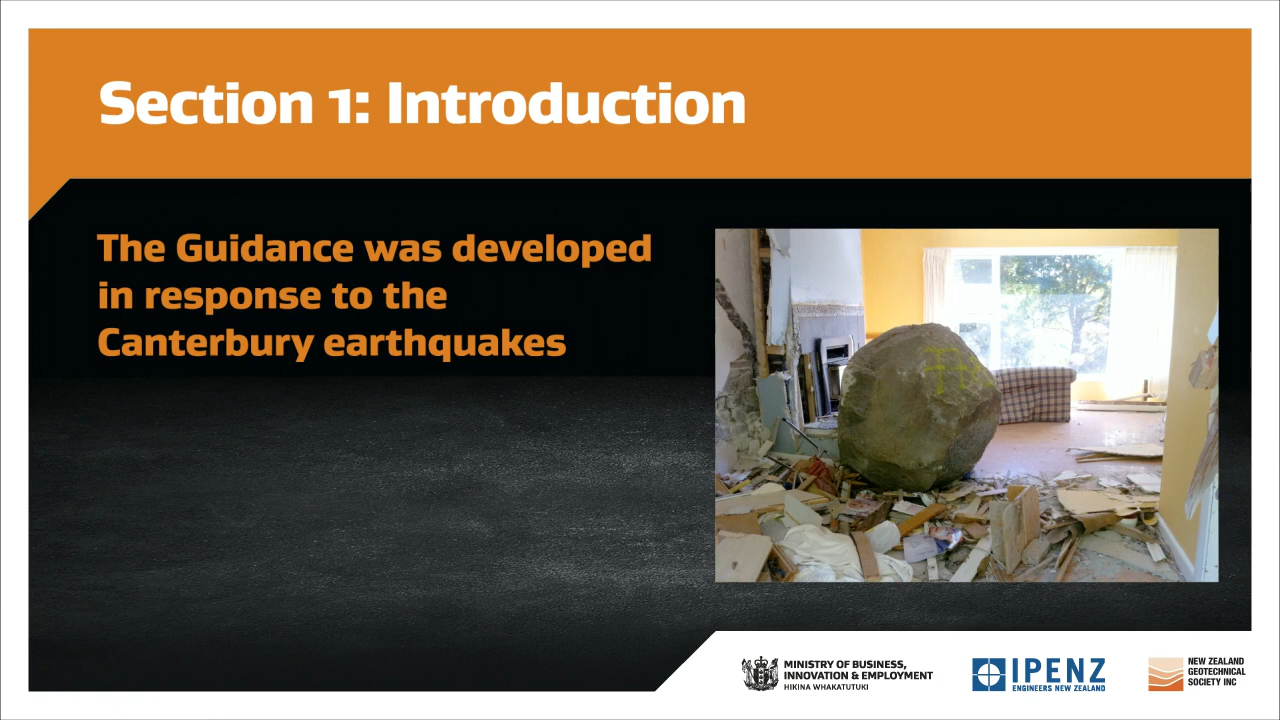 Section 1: Introduction
The Guidance was developed
in response to the
Canterbury earthquakes
MINISTRY OF BUSINESS,
INNOVATION & EMPLOYMENT
HIKINA WHAKATUTUKI
IPENZ
ENGINEERS NEW ZEALAND
NEW ZEALAND
GEOTECHNICAL
SOCIETY INC